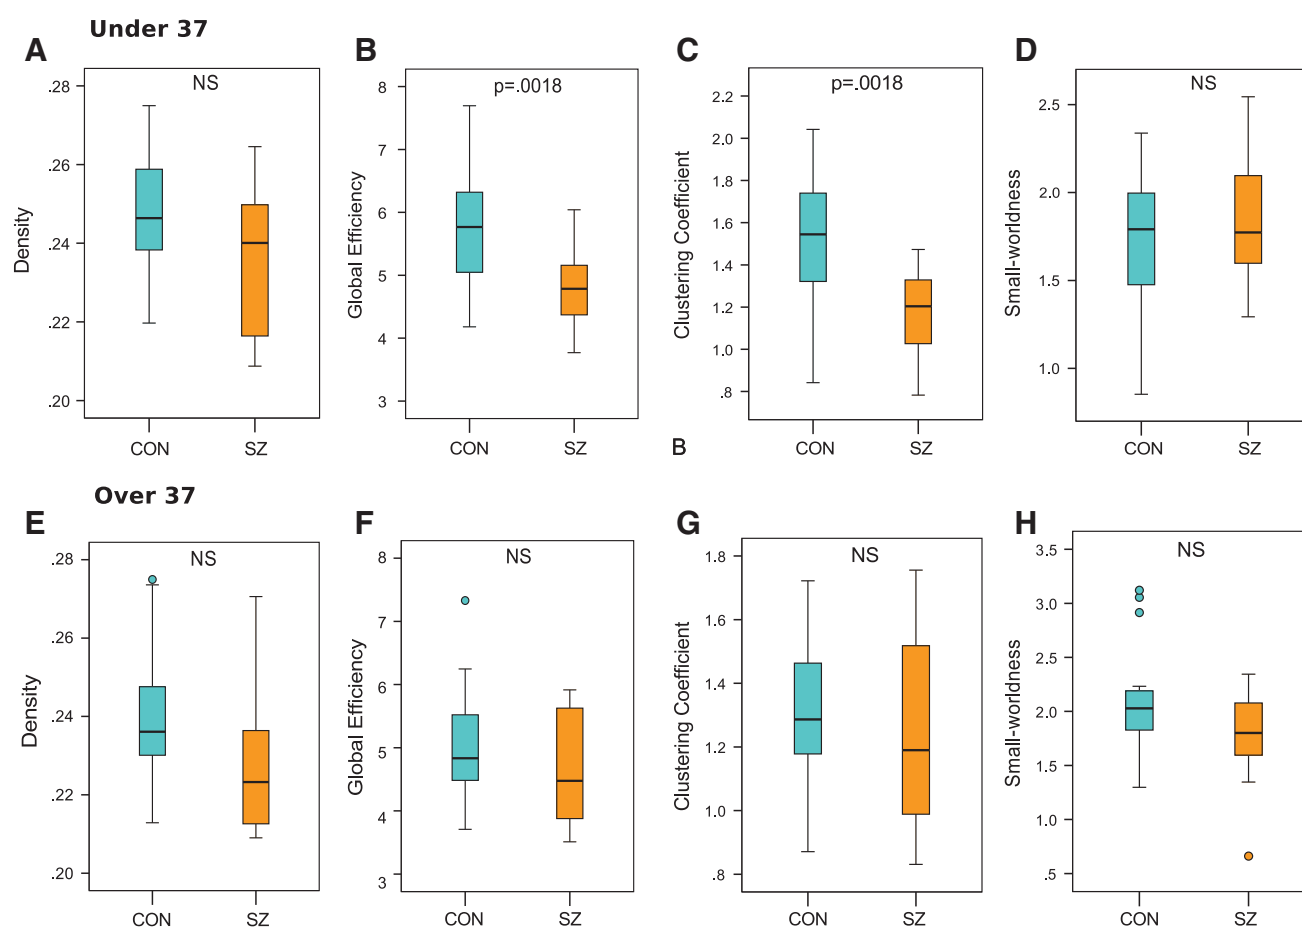 Under 37
A
B
C
D
NS
p=.0018
p=.0018
NS
Density
.28
.26
.24
.22
.20
CON
SZ
Global Efficiency
8
7
6
5
4
3
CON
SZ
Clustering Coefficient
2.2
2.0
1.8
1.6
1.4
1.2
1.0
.8
CON
SZ
B
Small-worldness
2.5
2.0
1.5
1.0
CON
SZ
Over 37
E
F
G
H
NS
NS
NS
NS
Density
.28
.26
.24
.22
.20
CON
SZ
Global Efficiency
8
7
6
5
4
3
CON
SZ
Clustering Coefficient
1.8
1.6
1.4
1.2
1.0
.8
CON
SZ
Small-worldness
3.5
3.0
2.5
2.0
1.5
1.0
.5
CON
SZ